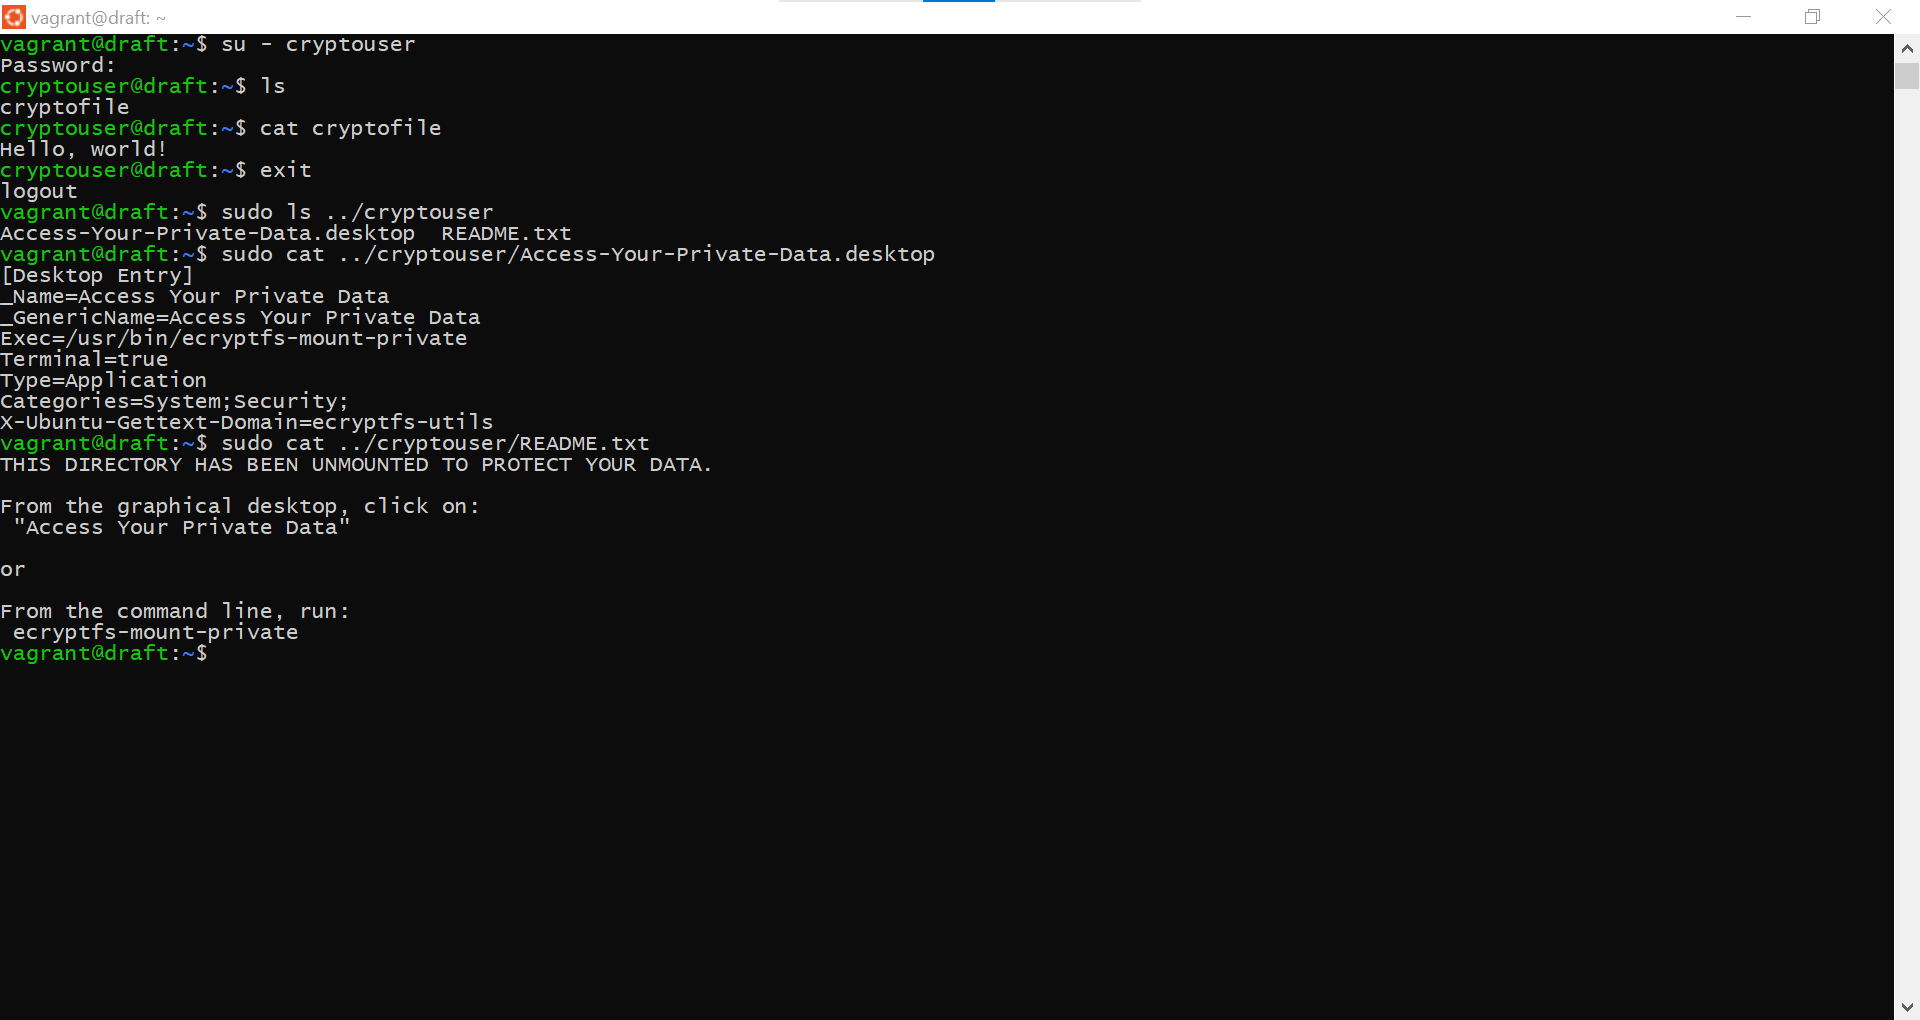 vagrant@draft: ~
vagrant@draft:~$ su - cryptouser
Password:
cryptouser@draft:~$ ls
cryptofile
cryptouser@draft:~$ cat cryptofile
Hello, world!
cryptouser@draft:~$ exit
logout
vagrant@draft:~$ sudo ls ../cryptouser
Access-Your-Private-Data.desktop  README.txt
vagrant@draft:~$ sudo cat ../cryptouser/Access-Your-Private-Data.desktop
[Desktop Entry]
_Name=Access Your Private Data
_GenericName=Access Your Private Data
Exec=/usr/bin/ecryptfs-mount-private
Terminal=true
Type=Application
Categories=System;Security;
X-Ubuntu-Gettext-Domain=ecryptfs-utils
vagrant@draft:~$ sudo cat ../cryptouser/README.txt
THIS DIRECTORY HAS BEEN UNMOUNTED TO PROTECT YOUR DATA.

From the graphical desktop, click on:
 "Access Your Private Data"

or

From the command line, run:
 ecryptfs-mount-private
vagrant@draft:~$